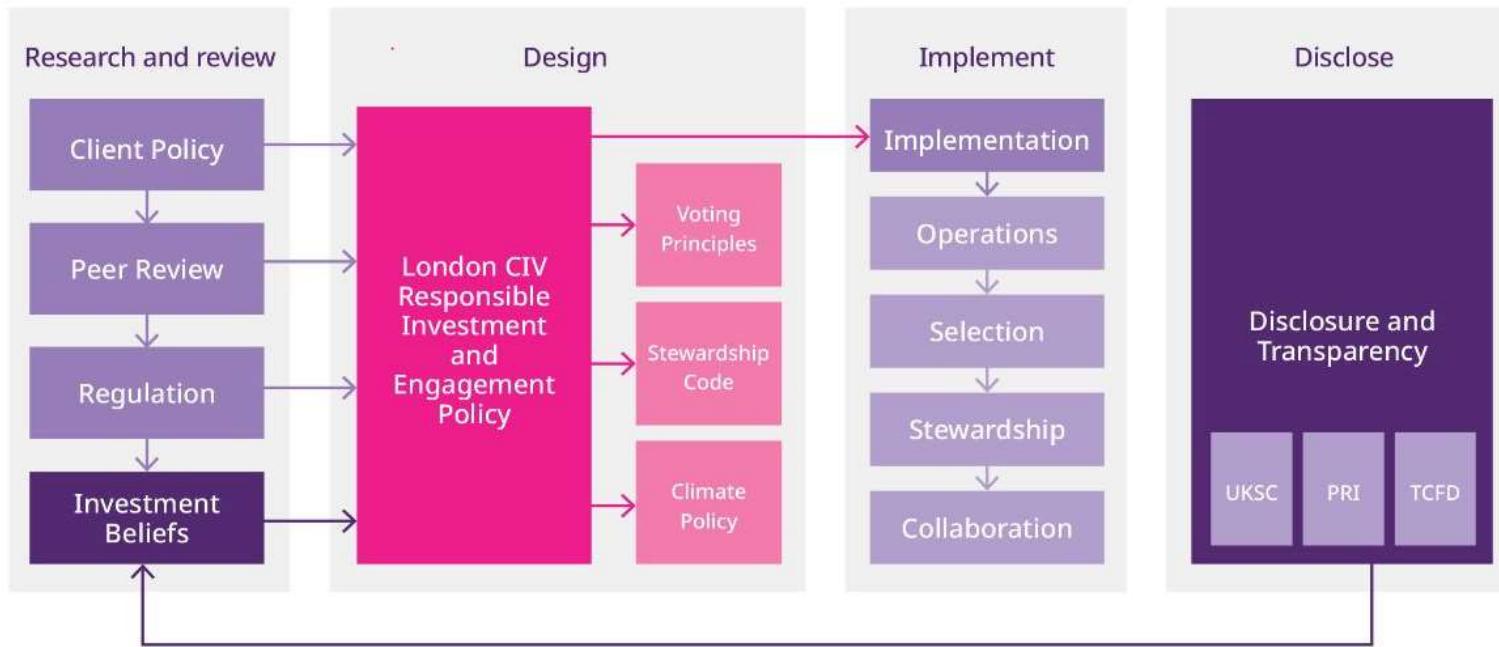 Research and review
Client Policy
Peer Review
Regulation
Investment
Beliefs
Design
London CIV
Responsible
Investment
and
Engagement
Policy
Voting
Principles
Stewardship
Code
Climate
Policy
Implement
Implementation
Operations
Selection
Stewardship
Collaboration
Disclose
Disclosure and
Transparency
UKSC
PRI
TCFD